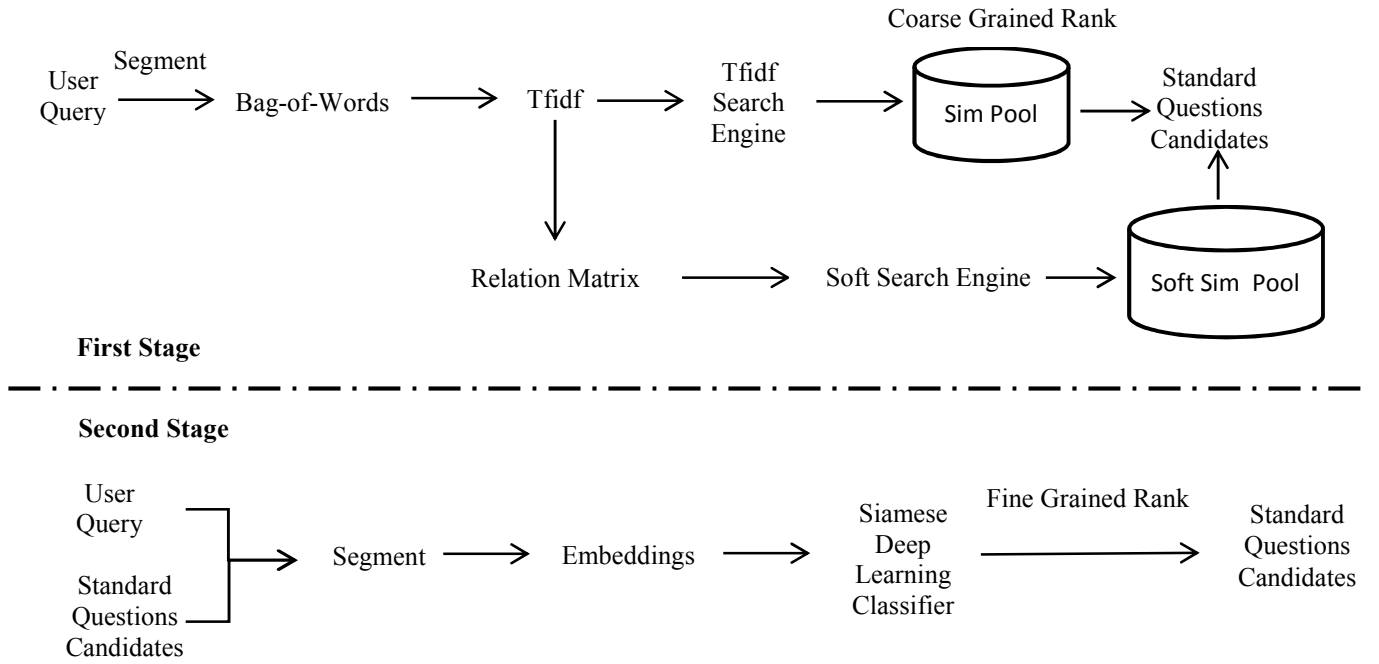 Coarse Grained Rank
User
Query
Segment
Bag-of-Words
Tfidf
Tfidf
Search
Engine
Sim Pool
Standard
Questions
Candidates
Relation Matrix
Soft Search Engine
Soft Sim Pool
First Stage
Second Stage
User
Query
Standard
Questions
Candidates
Segment
Embeddings
Siamese
Deep
Learning
Classifier
Fine Grained Rank
Standard
Questions
Candidates